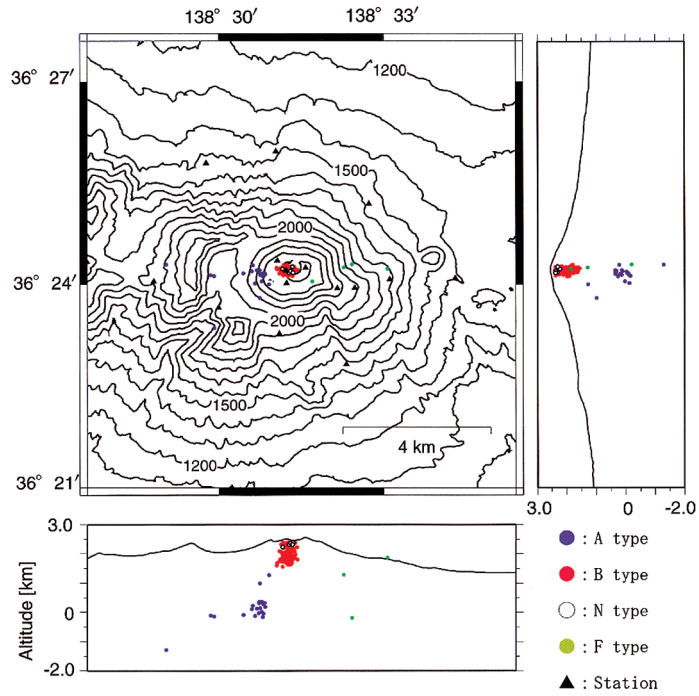 138° 30′ 138° 33′
36° 27′
1200
1500
2000
36° 24′
2000
1500
4 km
1200
36° 21′
3.0 0 -2.0
3.0
Altitude [km]
0
-2.0
: A type
: B type
: N type
: F type
: Station